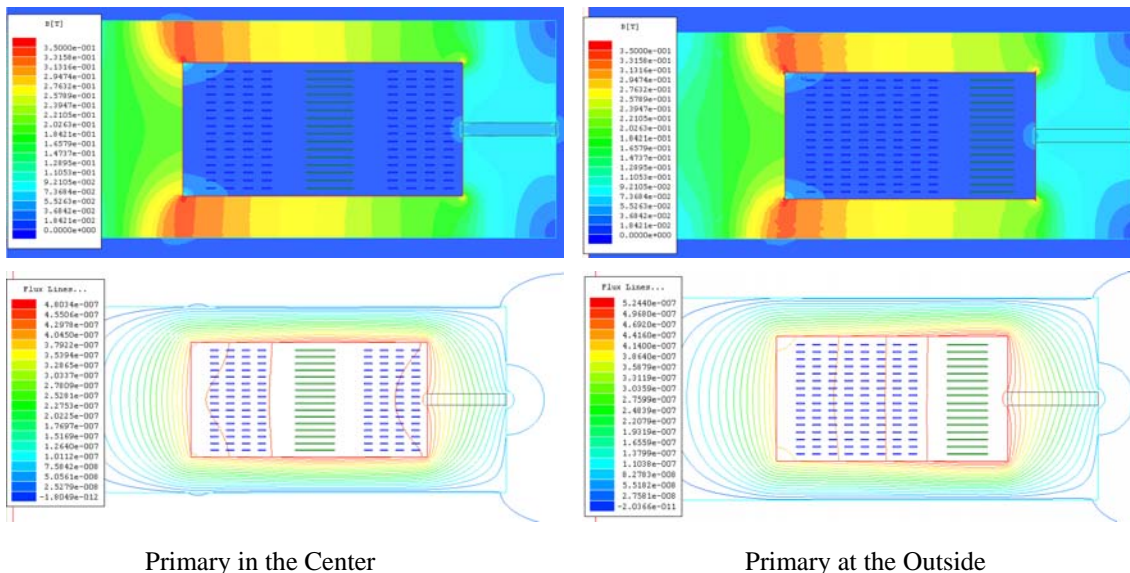 B[T]
3.5000e-001
3.3158e-001
3.1316e-001
2.9474e-001
2.7632e-001
2.5789e-001
2.3947e-001
2.2105e-001
2.0263e-001
1.8421e-001
1.6579e-001
1.4737e-001
1.2895e-001
1.1053e-001
9.2105e-002
7.3684e-002
5.5263e-002
3.6842e-002
1.8421e-002
0.0000e+000
B[T]
3.5000e-001
3.3158e-001
3.1316e-001
2.9474e-001
2.7632e-001
2.5789e-001
2.3947e-001
2.2105e-001
2.0263e-001
1.8421e-001
1.6579e-001
1.4737e-001
1.2895e-001
1.1053e-001
9.2105e-002
7.3684e-002
5.5263e-002
3.6842e-002
1.8421e-002
0.0000e+000
Flux Lines...
4.8034e-007
4.5506e-007
4.2978e-007
4.0450e-007
3.7922e-007
3.5394e-007
3.2865e-007
3.0337e-007
2.7809e-007
2.5281e-007
2.2753e-007
2.0225e-007
1.7697e-007
1.5169e-007
1.2640e-007
1.0112e-007
7.5842e-008
5.0561e-008
2.5279e-008
-1.8049e-012
Flux Lines...
5.2440e-007
4.9680e-007
4.6920e-007
4.4160e-007
4.1400e-007
3.8640e-007
3.5879e-007
3.3119e-007
3.0359e-007
2.7599e-007
2.4839e-007
2.2079e-007
1.9319e-007
1.6559e-007
1.3799e-007
1.1038e-007
8.2783e-008
5.5182e-008
2.7581e-008
-2.0366e-011
Primary in the Center
Primary at the Outside